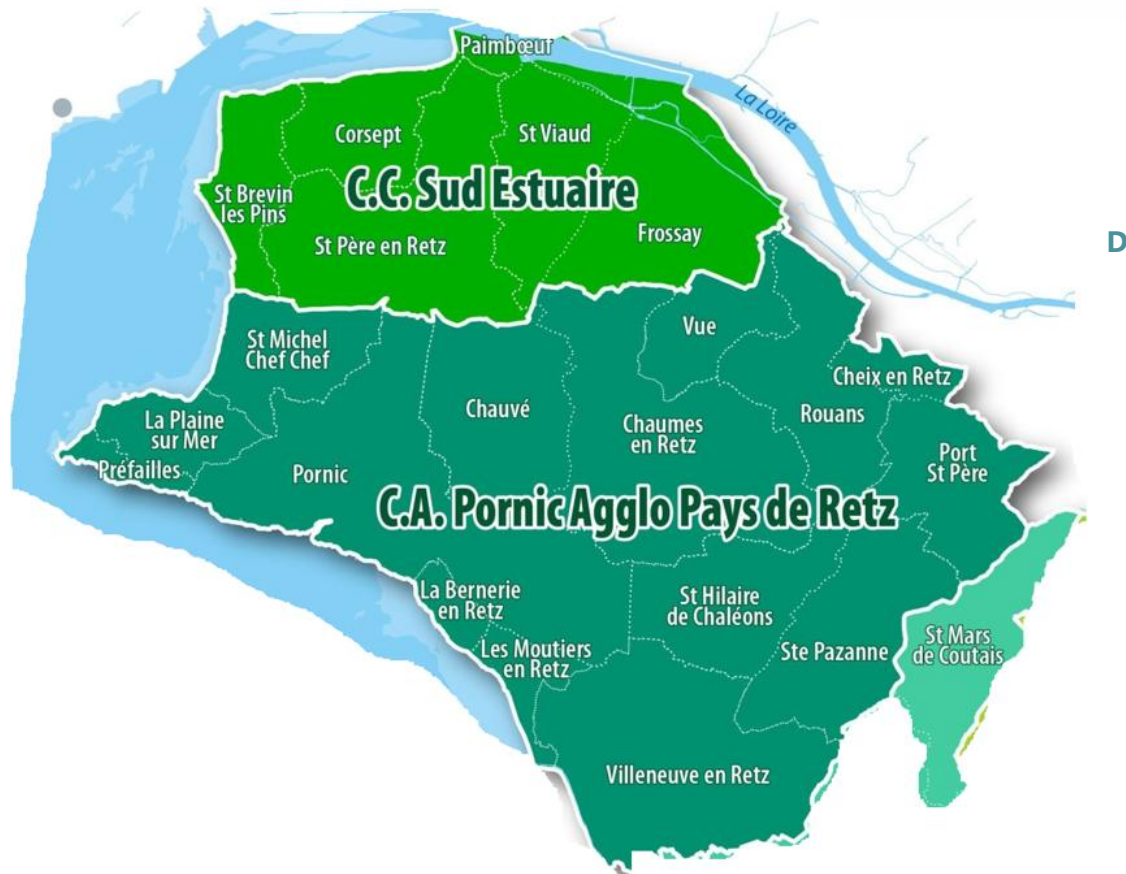 Paimbœuf
La Loire
Corsept
St Viaud
C.C. Sud Estuaire
St Brevin
les Pins
St Père en Retz
Frossay
D
St Michel
Chef Chef
Vue
Cheix en Retz
La Plaine
sur Mer
Chauvé
Chaumes
en Retz
Rouans
Préfailles
Pornic
Port
St Père
C.A. Pornic Agglo Pays de Retz
La Bernerie
en Retz
St Hilaire
de Chaléons
Les Moutiers
en Retz
Ste Pazanne
St Mars
de Coutais
Villeneuve en Retz